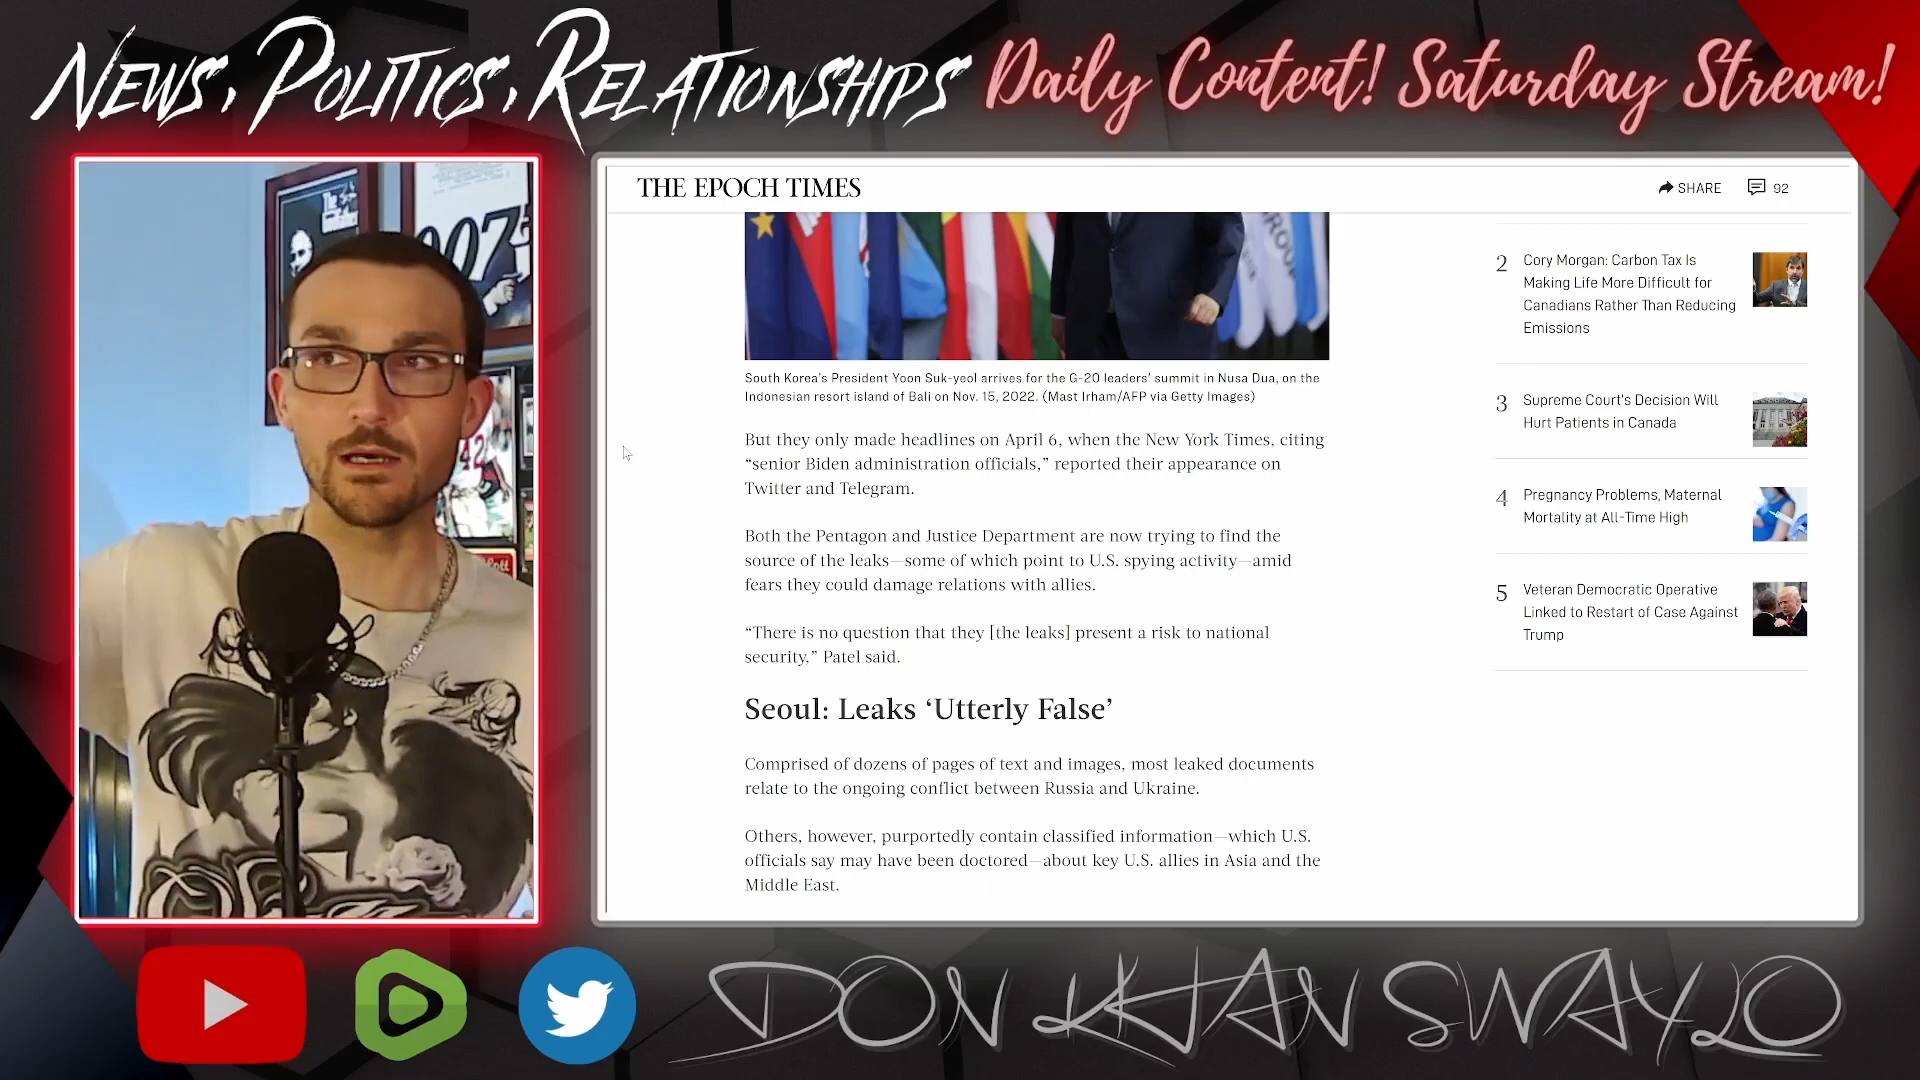 NEWS, POLITICS, RELATIONSHIPS
Daily Content! Saturday Stream!
007
42
THE EPOCH TIMES
SHARE
92
South Korea's President Yoon Suk-yeol arrives for the G-20 leaders' summit in Nusa Dua, on the
Indonesian resort island of Bali on Nov. 15, 2022. (Mast Irham/AFP via Getty Images)
But they only made headlines on April 6, when the New York Times, citing
“senior Biden administration officials,” reported their appearance on
Twitter and Telegram.
Both the Pentagon and Justice Department are now trying to find the
source of the leaks—some of which point to U.S. spying activity—amid
fears they could damage relations with allies.
“There is no question that they [the leaks] present a risk to national
security,” Patel said.
Seoul: Leaks ‘Utterly False’
Comprised of dozens of pages of text and images, most leaked documents
relate to the ongoing conflict between Russia and Ukraine.
Others, however, purportedly contain classified information—which U.S.
officials say may have been doctored—about key U.S. allies in Asia and the
Middle East.
2
Cory Morgan: Carbon Tax Is
Making Life More Difficult for
Canadians Rather Than Reducing
Emissions
3
Supreme Court's Decision Will
Hurt Patients in Canada
4
Pregnancy Problems, Maternal
Mortality at All-Time High
5
Veteran Democratic Operative
Linked to Restart of Case Against
Trump
DON KHAN SWAYLO